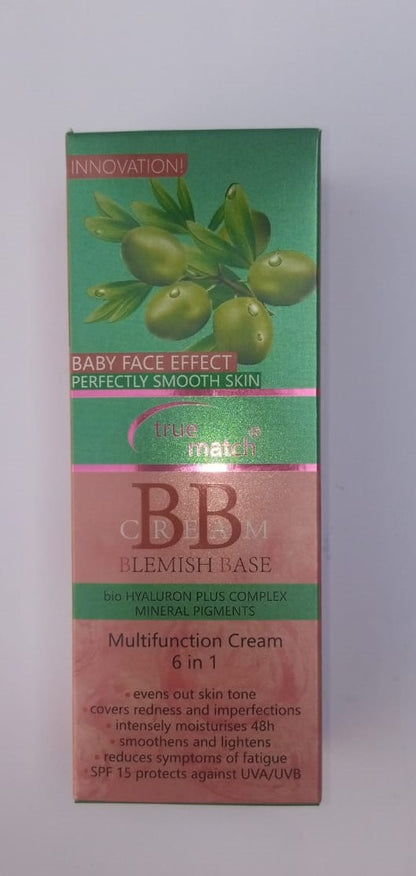 INNOVATION!
BABY FACE EFFECT
PERFECTLY SMOOTH SKIN
true
match®
BB
CREAM
BLEMISH BASE
bio HYALURON PLUS COMPLEX
MINERAL PIGMENTS
Multifunction Cream
6 in 1
• evens out skin tone
• covers redness and imperfections
• intensely moisturises 48h
• smoothens and lightens
• reduces symptoms of fatigue
• SPF 15 protects against UVA/UVB